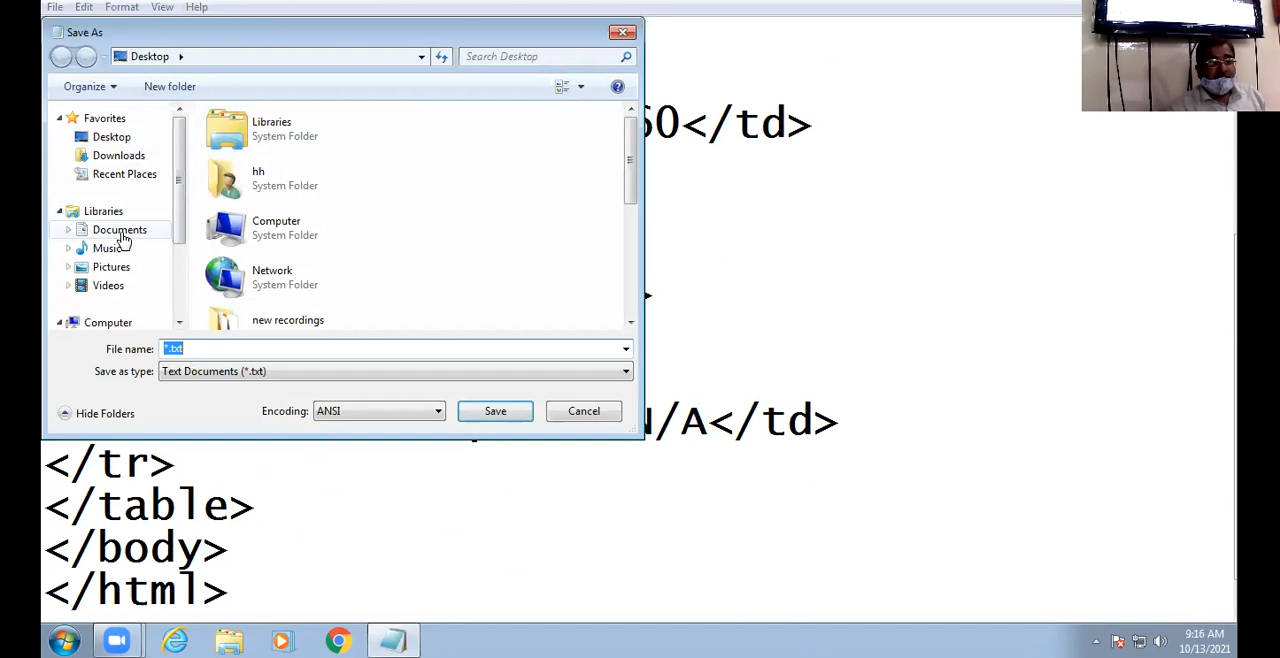 File Edit Format View Help
Save As
Desktop
Search Desktop
Organize New folder
Favorites
Desktop
Downloads
Recent Places
Libraries
Documents
Music
Pictures
Videos
Computer
Libraries
System Folder
hh
System Folder
Computer
System Folder
Network
System Folder
new recordings
File name: *.txt
Save as type: Text Documents (*.txt)
Hide Folders
Encoding: ANSI
Save
Cancel
60</td>
>
N/A</td>
</tr>
</table>
</body>
</html>
9:16 AM
10/13/2021